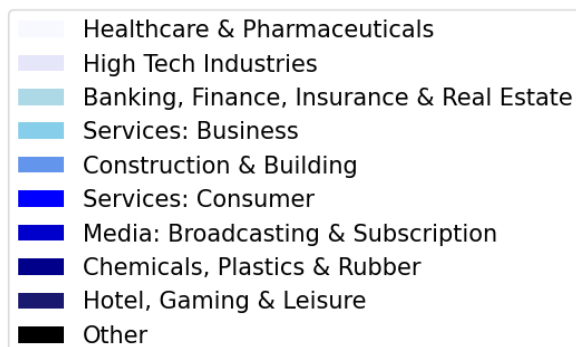 Healthcare & Pharmaceuticals
High Tech Industries
Banking, Finance, Insurance & Real Estate
Services: Business
Construction & Building
Services: Consumer
Media: Broadcasting & Subscription
Chemicals, Plastics & Rubber
Hotel, Gaming & Leisure
Other